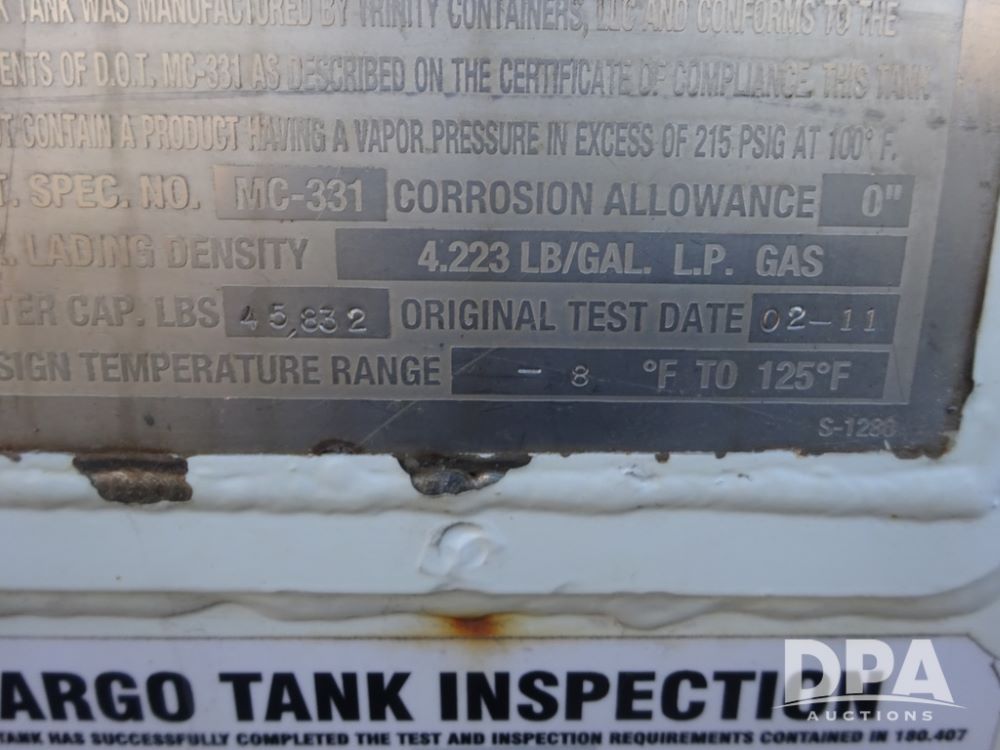 TANK WAS MANUFACTURED BY TRINITY CONTAINERS, LLC AND CONFORMS TO THE
ENTS OF D.O.T. MC-331 AS DESCRIBED ON THE CERTIFICATE OF COMPLIANCE. THIS TANK
OT CONTAIN A PRODUCT HAVING A VAPOR PRESSURE IN EXCESS OF 215 PSIG AT 100° F.
T. SPEC. NO. MC-331 CORROSION ALLOWANCE 0"
X. LADING DENSITY 4.223 LB/GAL. L.P. GAS
TER CAP. LBS 45,832 ORIGINAL TEST DATE 02-11
SIGN TEMPERATURE RANGE - 8 °F TO 125°F
ARGO TANK INSPECTION
TANK HAS SUCCESSFULLY COMPLETED THE TEST AND INSPECTION REQUIREMENTS CONTAINED IN 180.407
DPA
AUCTIONS